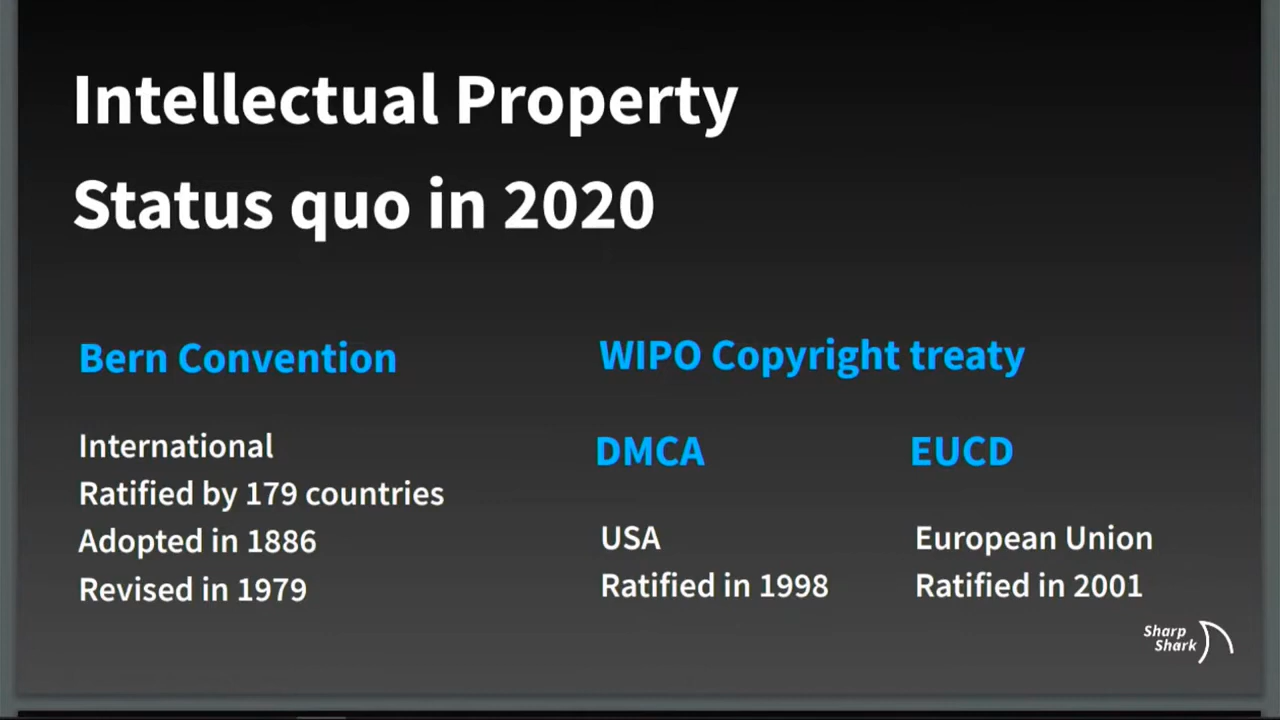 Intellectual Property
Status quo in 2020
Bern Convention
International
Ratified by 179 countries
Adopted in 1886
Revised in 1979
WIPO Copyright treaty
DMCA
USA
Ratified in 1998
EUCD
European Union
Ratified in 2001
Sharp
Shark